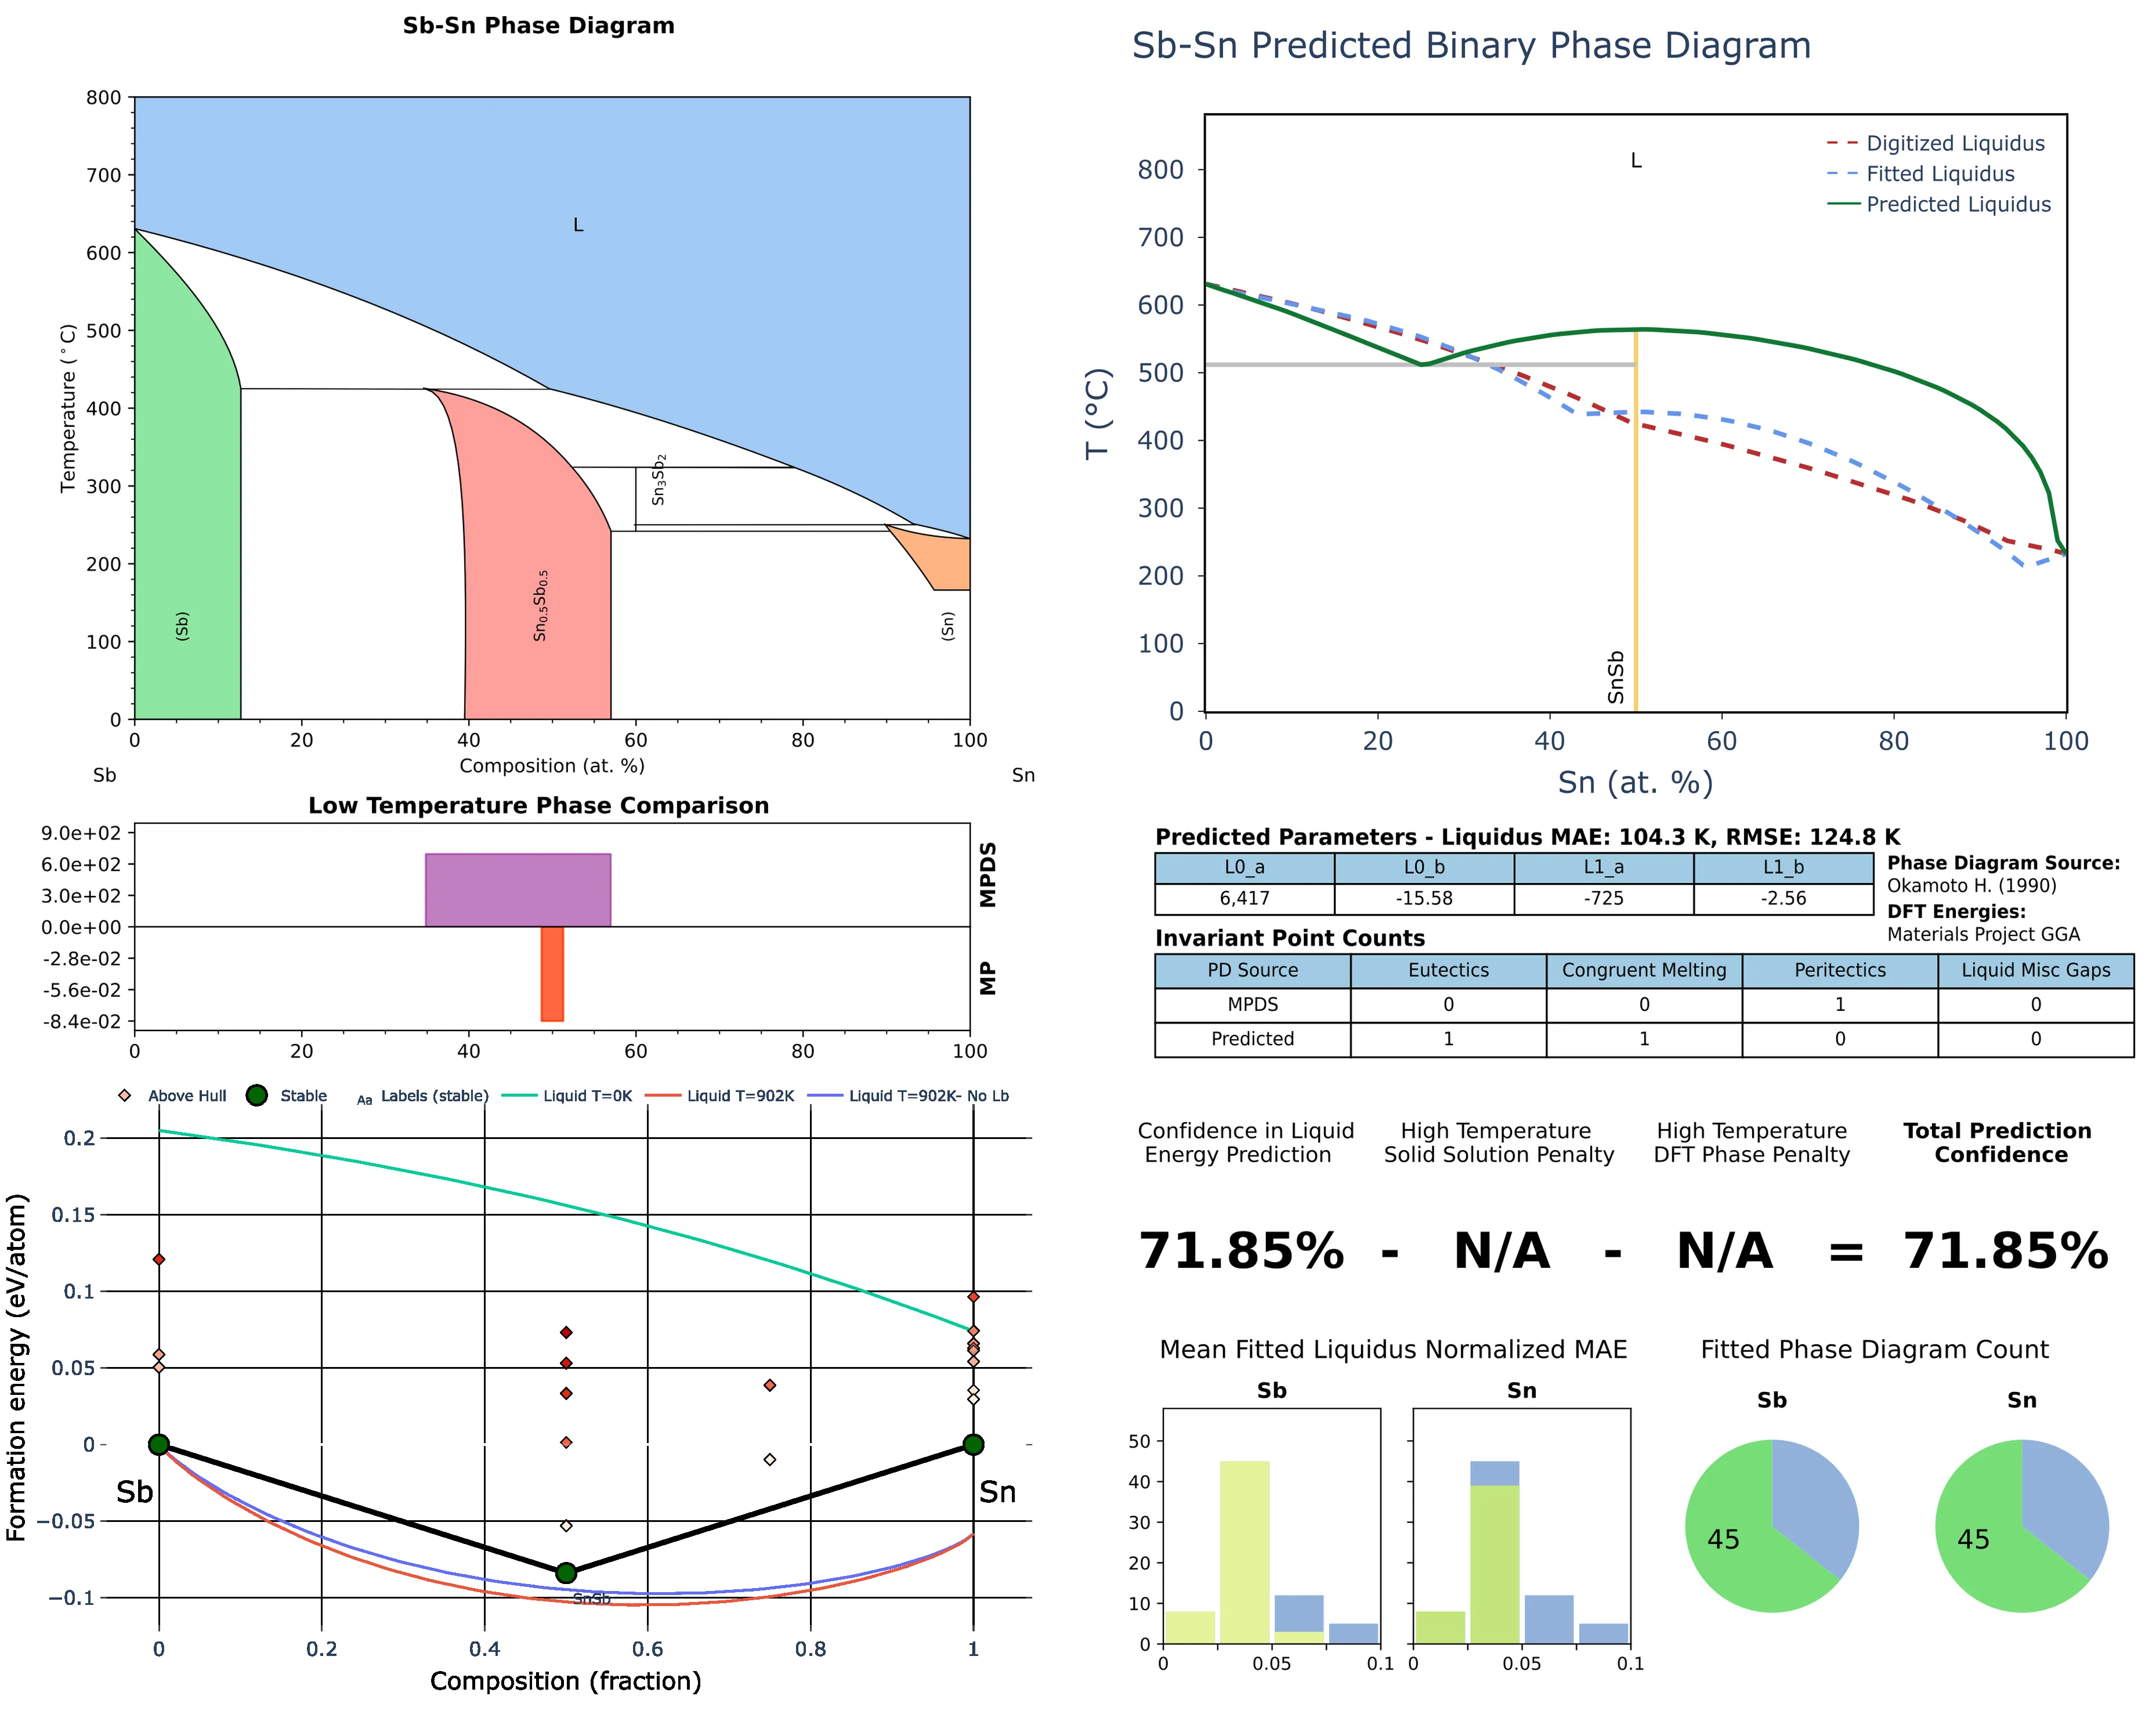 Sb-Sn Phase Diagram
800
700
600
500
400
300
200
100
0
Temperature (°C)
L
(Sb)
Sn0.5Sb0.5
Sn3Sb2
(Sn)
0 20 40 60 80 100
Composition (at. %)
Sb Sn
Sb-Sn Predicted Binary Phase Diagram
L
Digitized Liquidus
Fitted Liquidus
Predicted Liquidus
800
700
600
500
400
300
200
100
0
T (°C)
SnSb
0 20 40 60 80 100
Sn (at. %)
Low Temperature Phase Comparison
9.0e+02
6.0e+02
3.0e+02
0.0e+00
-2.8e-02
-5.6e-02
-8.4e-02
MPDS
MP
0 20 40 60 80 100
Predicted Parameters - Liquidus MAE: 104.3 K, RMSE: 124.8 K
L0_a L0_b L1_a L1_b
6,417 -15.58 -725 -2.56
Phase Diagram Source:
Okamoto H. (1990)
DFT Energies:
Materials Project GGA
Invariant Point Counts
PD Source Eutectics Congruent Melting Peritectics Liquid Misc Gaps
MPDS 0 0 1 0
Predicted 1 1 0 0
Above Hull Stable Aa Labels (stable) Liquid T=0K Liquid T=902K Liquid T=902K- No Lb
0.2
0.15
0.1
0.05
0
−0.05
−0.1
Formation energy (eV/atom)
Sb
Sn
SnSb
0 0.2 0.4 0.6 0.8 1
Composition (fraction)
Confidence in Liquid
Energy Prediction
High Temperature
Solid Solution Penalty
High Temperature
DFT Phase Penalty
Total Prediction
Confidence
71.85% - N/A - N/A = 71.85%
Mean Fitted Liquidus Normalized MAE
Sb Sn
50
40
30
20
10
0
0 0.05 0.1
0 0.05 0.1
Fitted Phase Diagram Count
Sb Sn
45 45